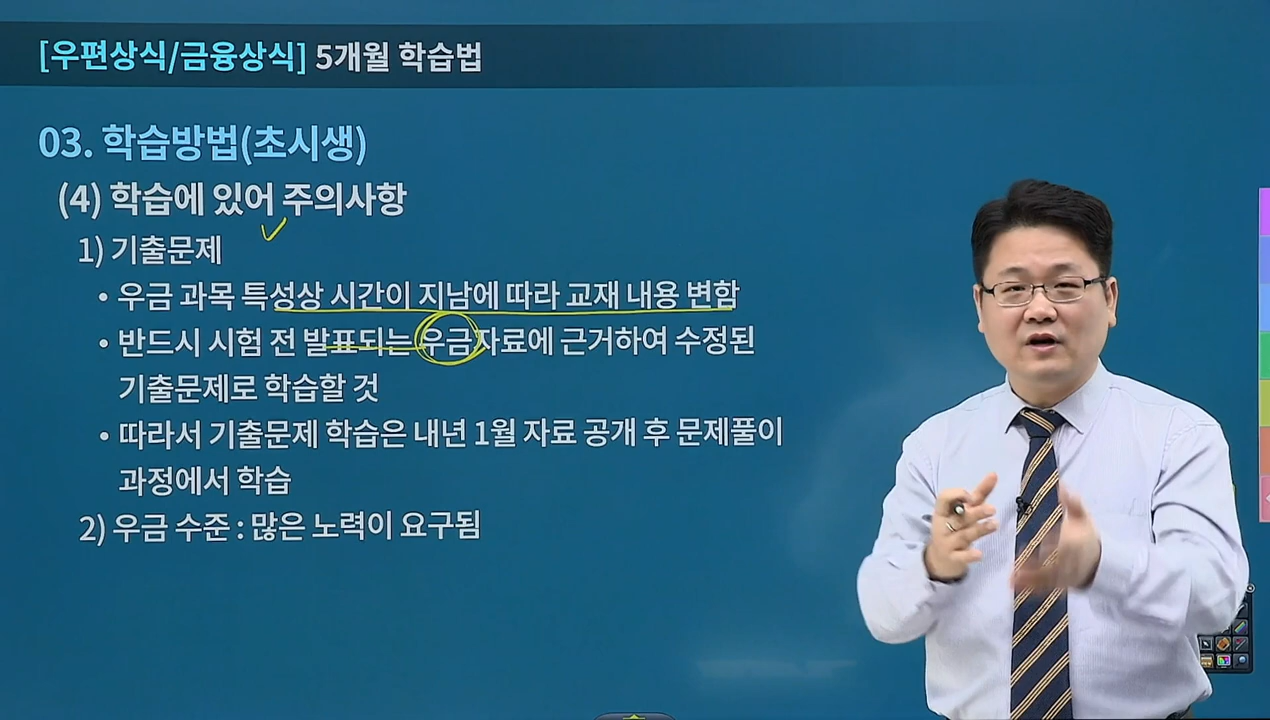 [우편상식/금융상식] 5개월 학습법
03. 학습방법(초시생)
(4) 학습에 있어 주의사항
1) 기출문제
• 우금 과목 특성상 시간이 지남에 따라 교재 내용 변함
• 반드시 시험 전 발표되는 우금자료에 근거하여 수정된
기출문제로 학습할 것
• 따라서 기출문제 학습은 내년 1월 자료 공개 후 문제풀이
과정에서 학습
2) 우금 수준 : 많은 노력이 요구됨